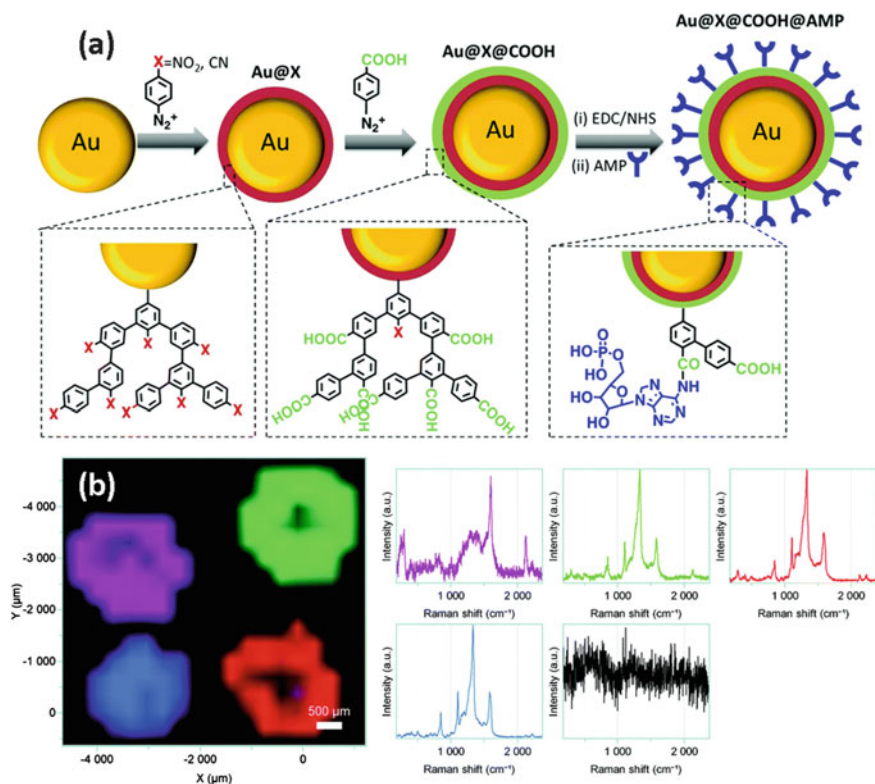 (a)
X=NO2, CN
N2+
Au@X
COOH
N2+
Au@X@COOH
(i) EDC/NHS
(ii) AMP
Au@X@COOH@AMP
Au
Au
Au
Au
X
X
X
X
X
X
X
X
X
HOOC
COOH
COOH
COOH
COOH
COOH
COOH
O
HO-P-O
HO
HO
HO
O
N
N
N
N
NH
CO
COOH
(b)
Y (µm)
-4 000
-3 000
-2 000
-1 000
0
500 µm
-4 000
-2 000
0
X (µm)
Intensity (a.u.)
1 000
2 000
Raman shift (cm⁻¹)
Intensity (a.u.)
1 000
2 000
Raman shift (cm⁻¹)
Intensity (a.u.)
1 000
2 000
Raman shift (cm⁻¹)
Intensity (a.u.)
1 000
2 000
Raman shift (cm⁻¹)
Intensity (a.u.)
1 000
2 000
Raman shift (cm⁻¹)